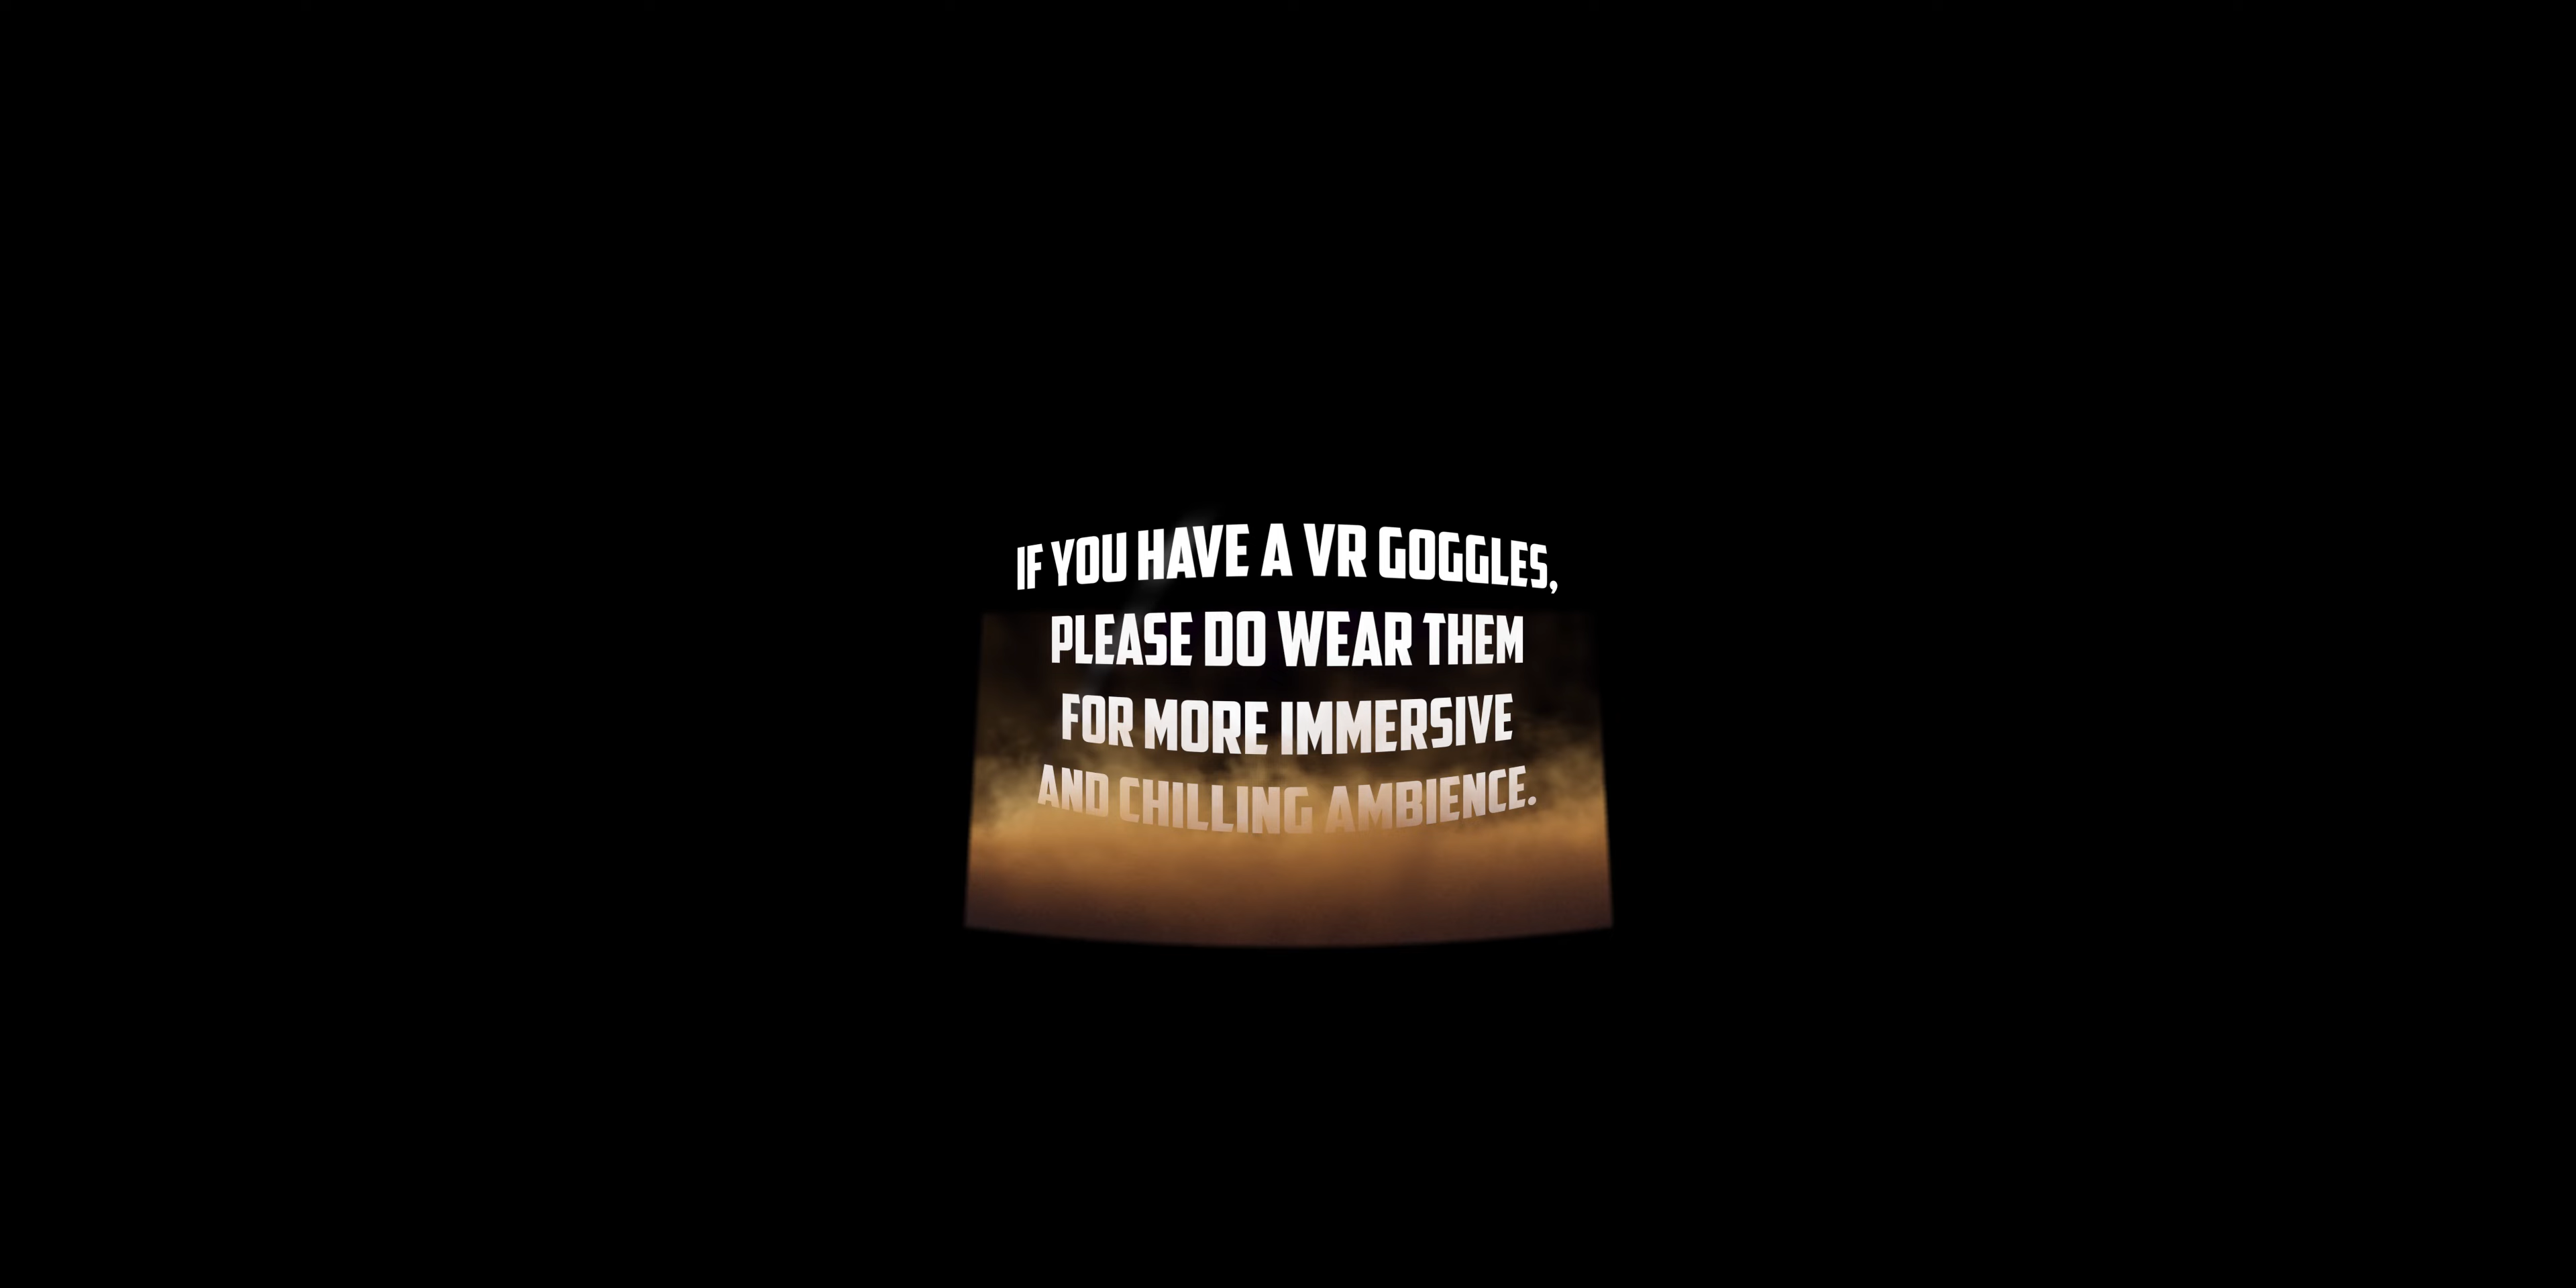 IF YOU HAVE A VR GOGGLES,
PLEASE DO WEAR THEM
FOR MORE IMMERSIVE
AND CHILLING AMBIENCE.